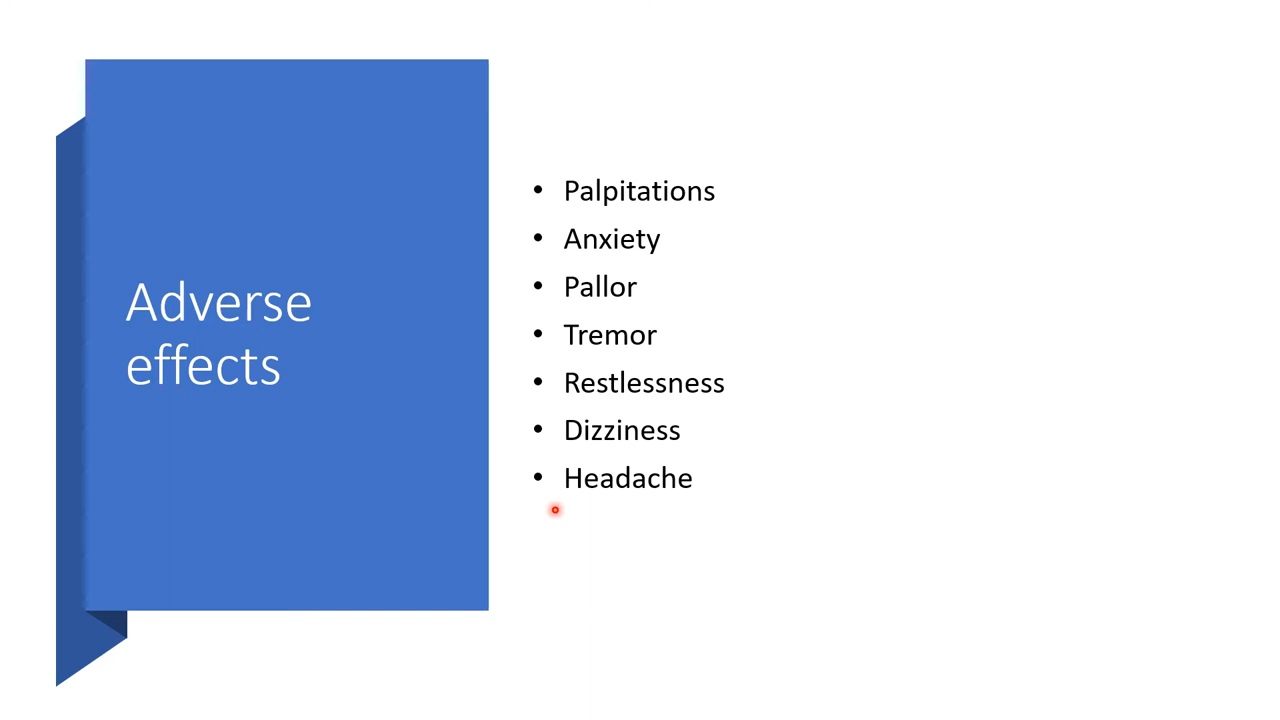 Adverse
effects
• Palpitations
• Anxiety
• Pallor
• Tremor
• Restlessness
• Dizziness
• Headache